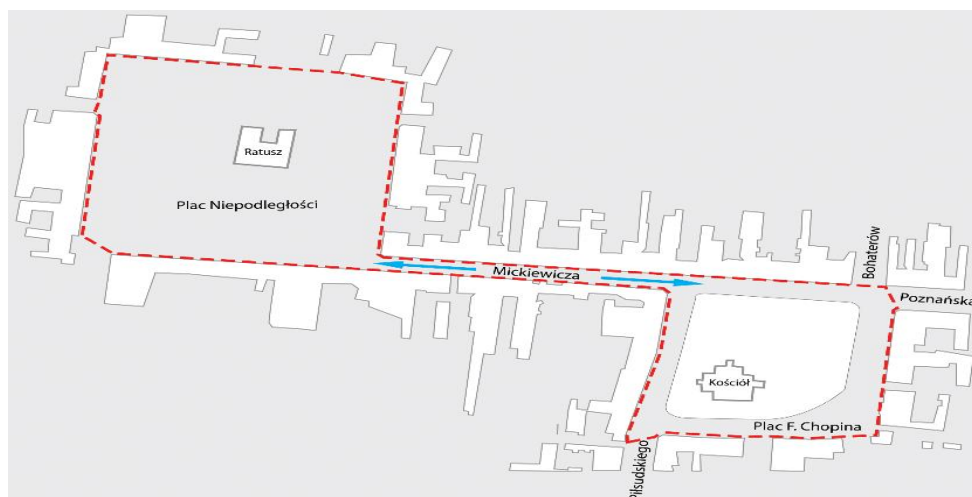 Ratusz
Plac Niepodległości
Mickiewicza
Bohaterów
Poznańska
Kościół
Plac F. Chopina
Piłsudskiego